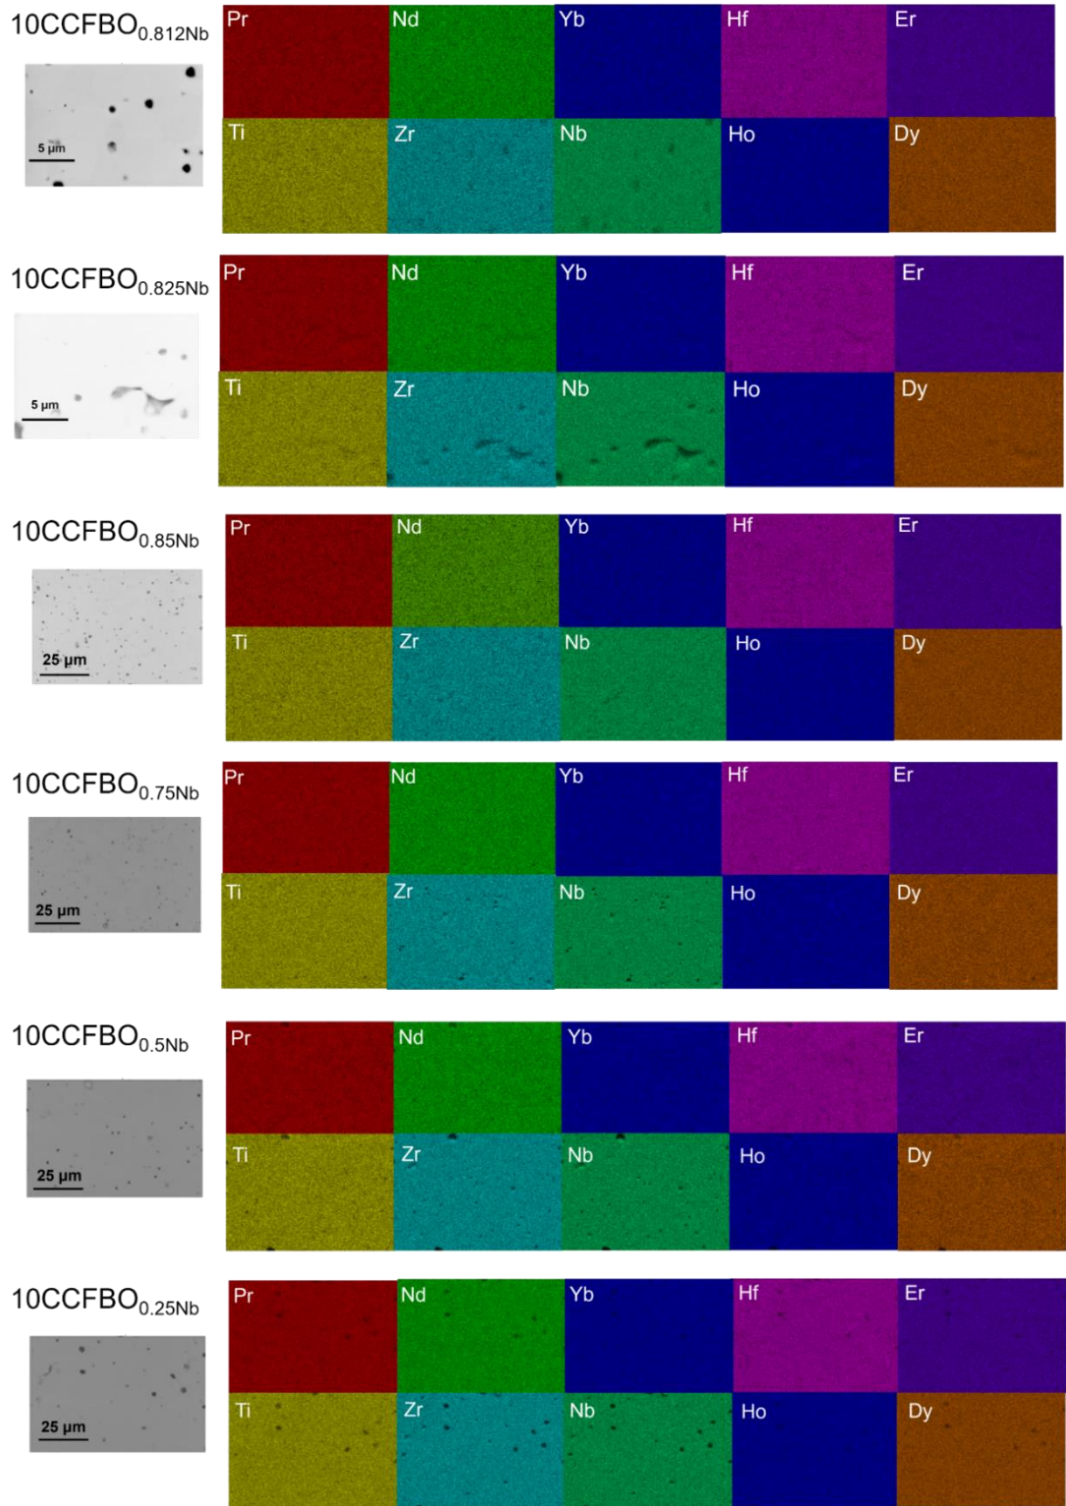 10CCFBO0.812Nb
5 µm
Pr Nd Yb Hf Er
Ti Zr Nb Ho Dy
10CCFBO0.825Nb
5 µm
Pr Nd Yb Hf Er
Ti Zr Nb Ho Dy
10CCFBO0.85Nb
25 µm
Pr Nd Yb Hf Er
Ti Zr Nb Ho Dy
10CCFBO0.75Nb
25 µm
Pr Nd Yb Hf Er
Ti Zr Nb Ho Dy
10CCFBO0.5Nb
25 µm
Pr Nd Yb Hf Er
Ti Zr Nb Ho Dy
10CCFBO0.25Nb
25 µm
Pr Nd Yb Hf Er
Ti Zr Nb Ho Dy